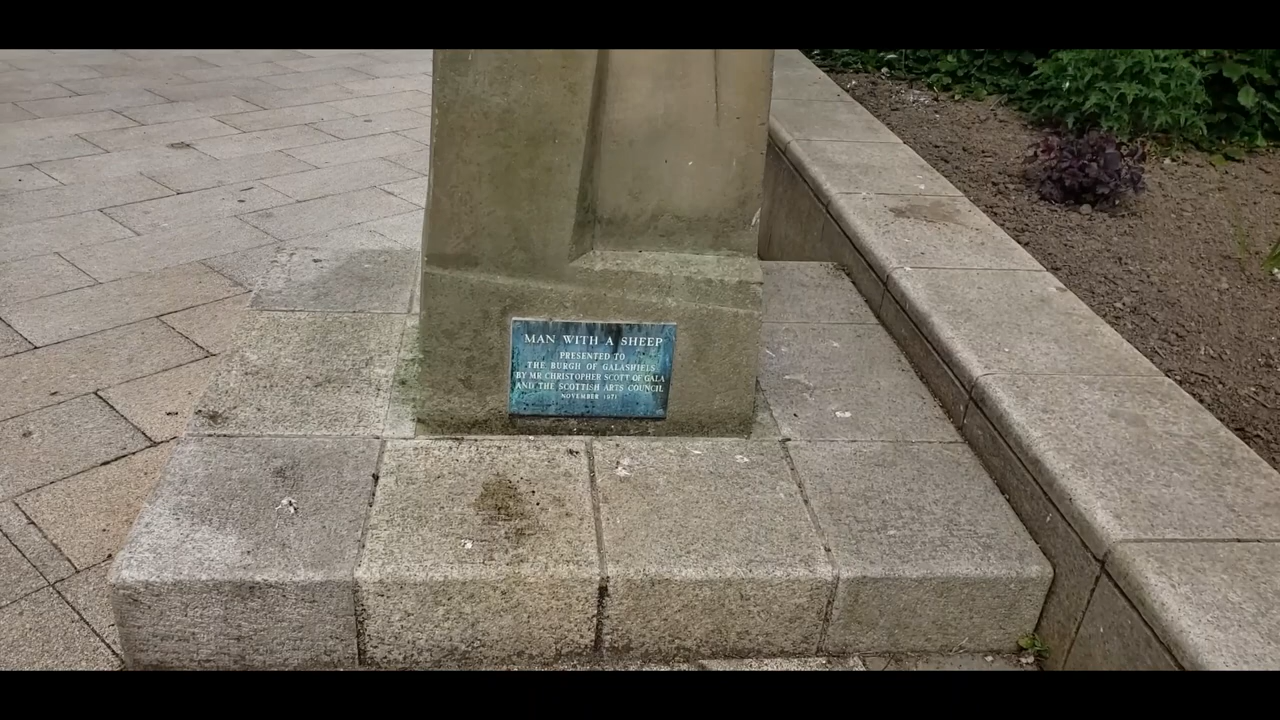 MAN WITH A SHEEP
PRESENTED TO
THE BURGH OF GALASHIELS
BY MR CHRISTOPHER SCOTT OF GALA
AND THE SCOTTISH ARTS COUNCIL
NOVEMBER 1971